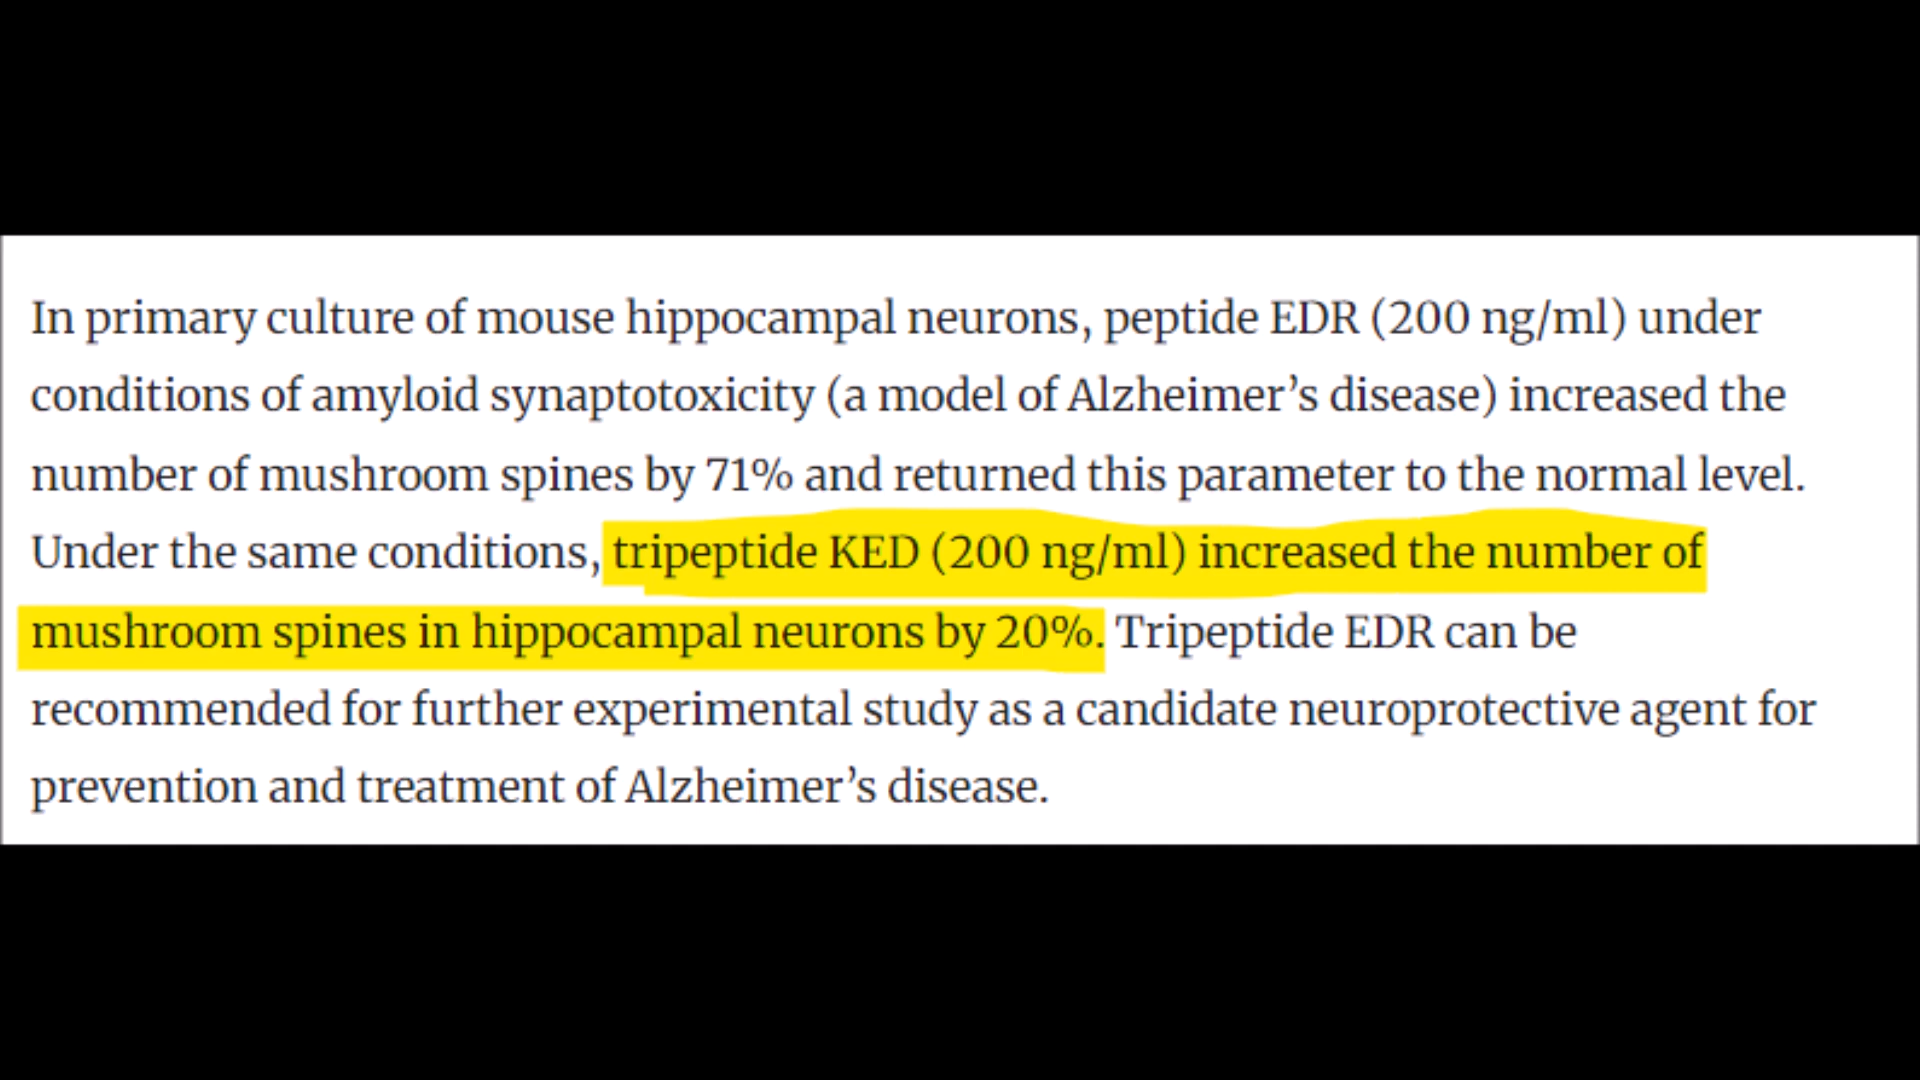 In primary culture of mouse hippocampal neurons, peptide EDR (200 ng/ml) under
conditions of amyloid synaptotoxicity (a model of Alzheimer’s disease) increased the
number of mushroom spines by 71% and returned this parameter to the normal level.
Under the same conditions, tripeptide KED (200 ng/ml) increased the number of
mushroom spines in hippocampal neurons by 20%. Tripeptide EDR can be
recommended for further experimental study as a candidate neuroprotective agent for
prevention and treatment of Alzheimer’s disease.